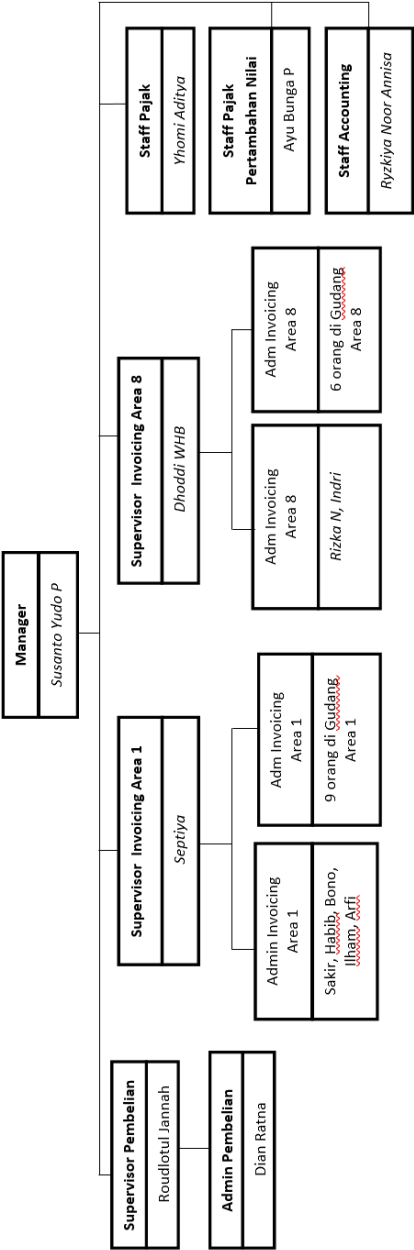 Manager
Susanto Yudo P
Supervisor Pembelian
Roudlotul Jannah
Admin Pembelian
Dian Ratna
Supervisor Invoicing Area 1
Septiya
Admin Invoicing
Area 1
Sakir, Habib, Bono,
Ilham, Arfi
Adm Invoicing
Area 1
9 orang di Gudang
Area 1
Supervisor Invoicing Area 8
Dhoddi WHB
Adm Invoicing
Area 8
Rizka N, Indri
Adm Invoicing
Area 8
6 orang di Gudang
Area 8
Staff Pajak
Yhomi Aditya
Staff Pajak
Pertambahan Nilai
Ayu Bunga P
Staff Accounting
Ryzkiya Noor Annisa